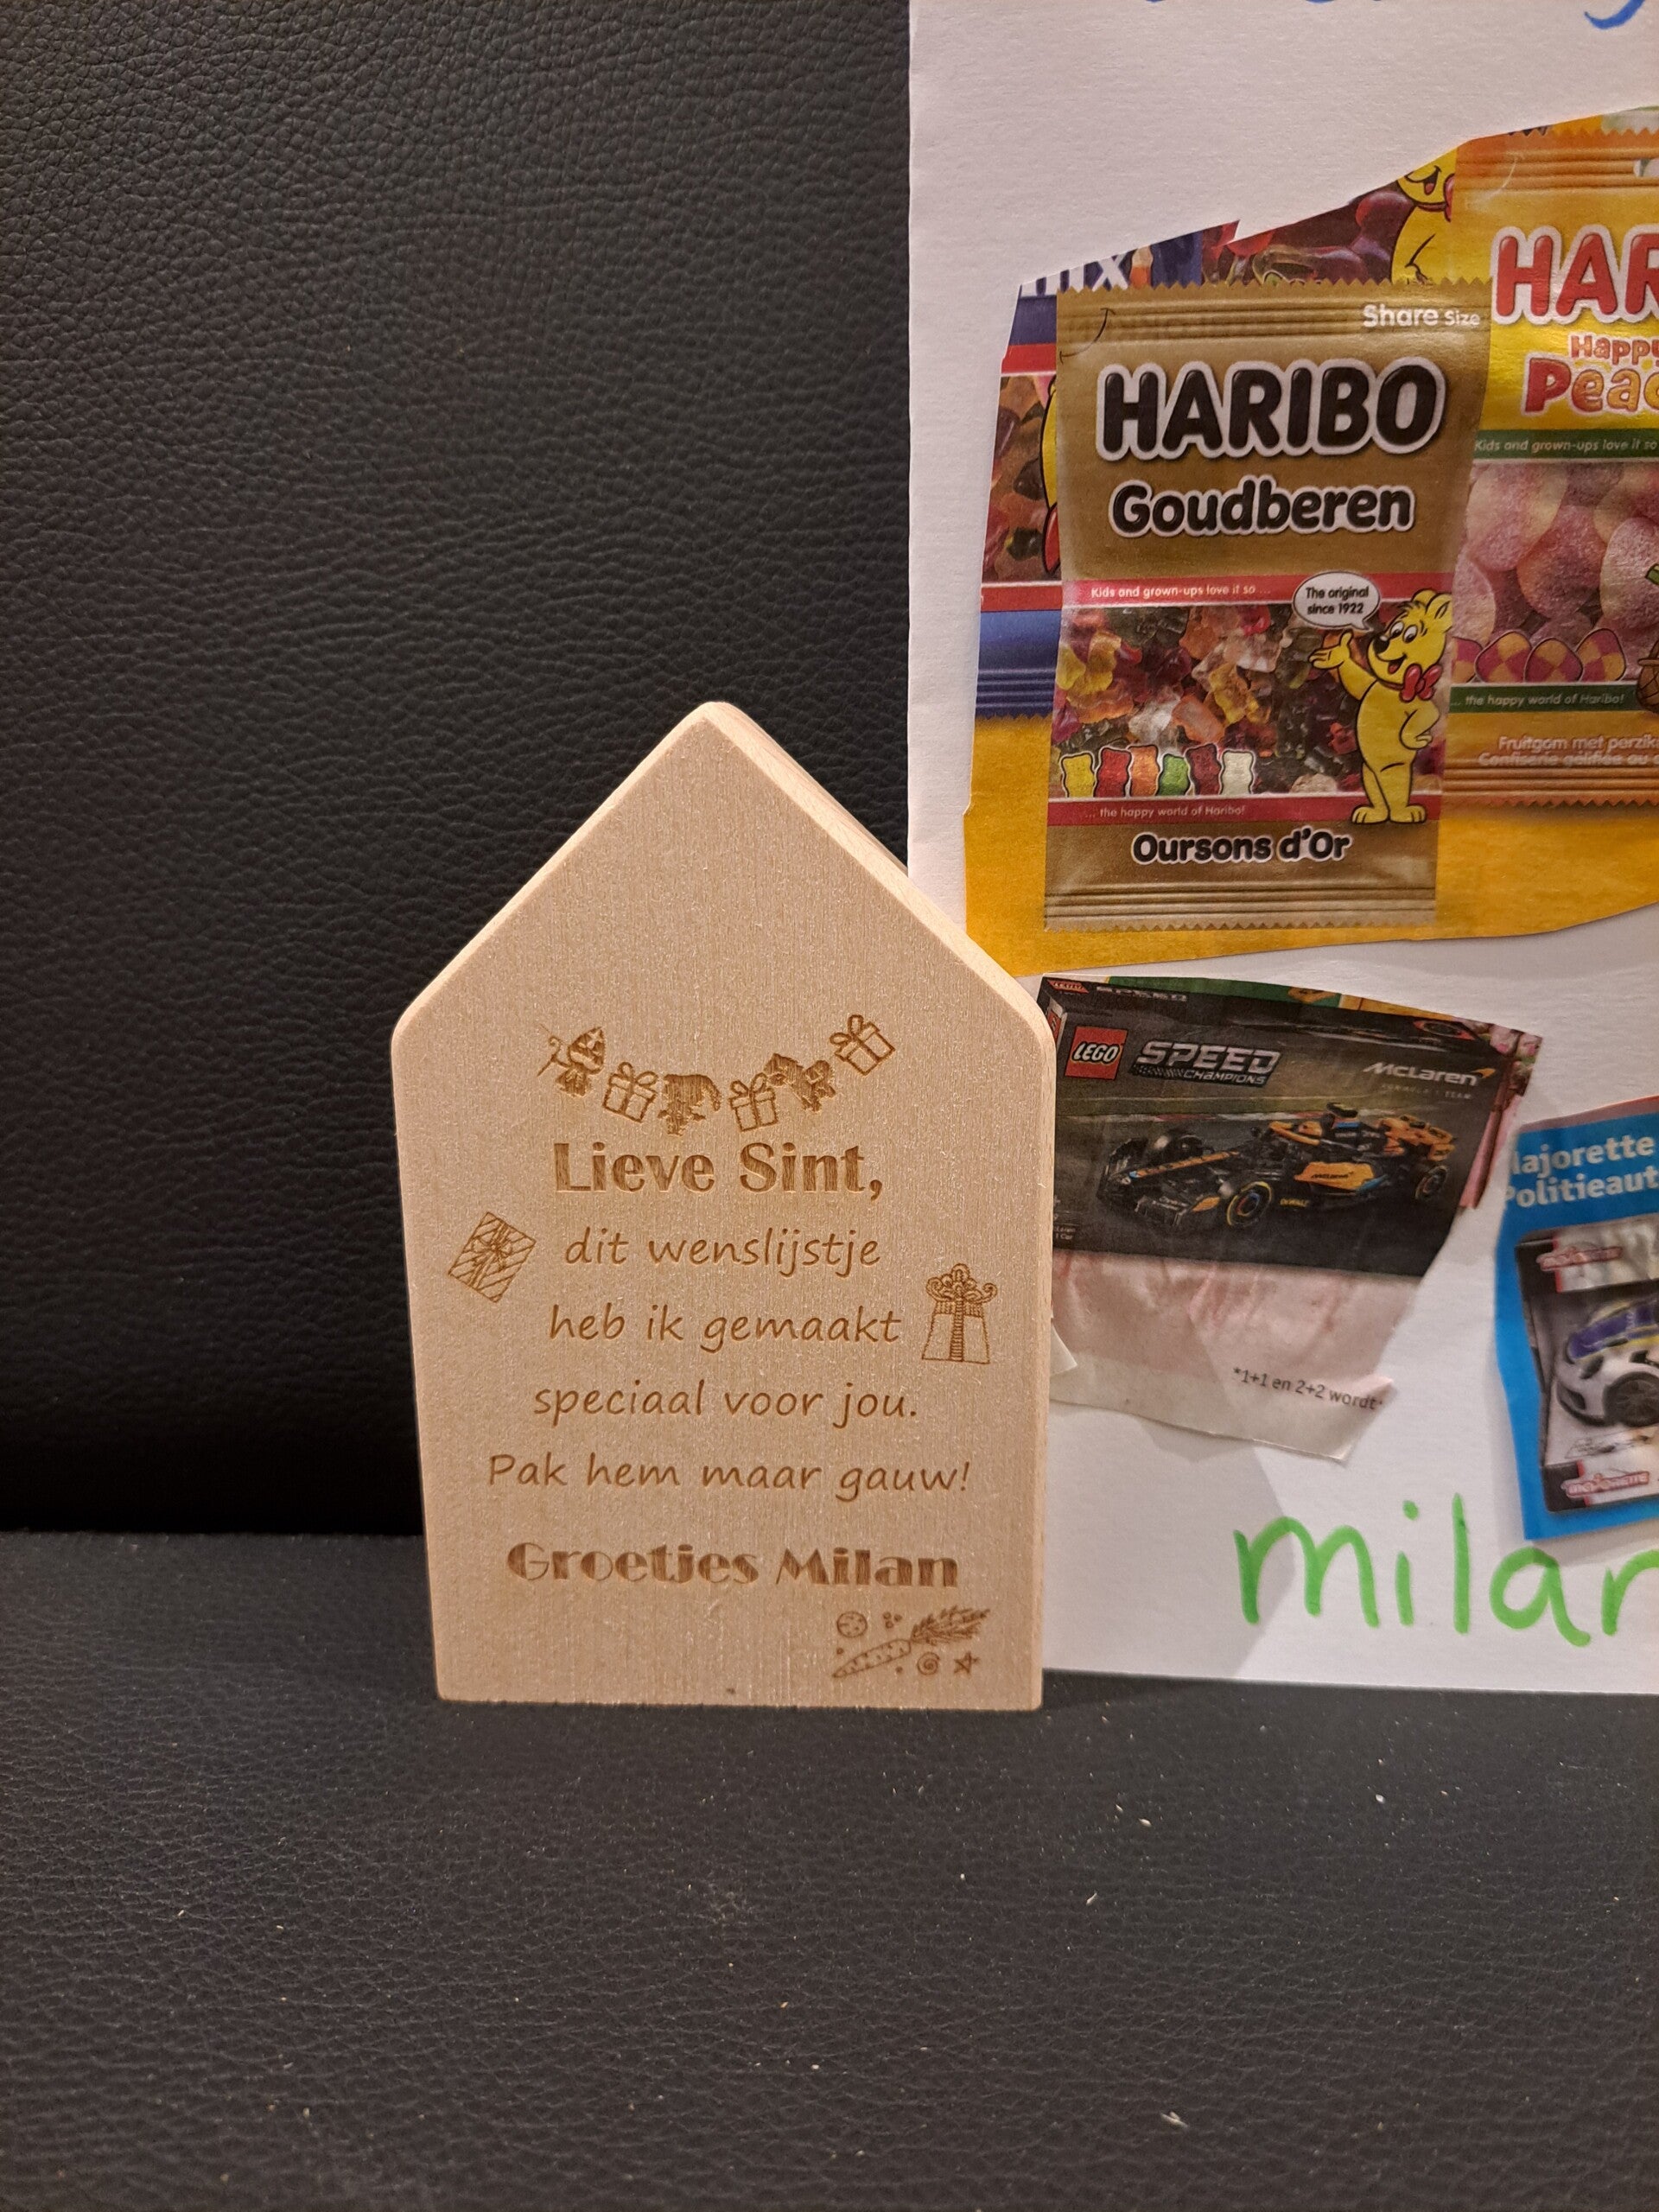 mix
Share Size
HARIBO
Goudberen
Kids and grown-ups love it so ...
The original
since 1922
... the happy world of Haribo!
Oursons d'Or
HAR
Happy
Peac
Kids and grown-ups love it so
... the happy world of Haribo!
Fruitgom met perzik
LEGO
SPEED
CHAMPIONS
McLaren
DEWALT
*1+1 en 2+2 wordt
ajorette
Politieaut
majorette
milan
Lieve Sint,
dit wenslijstje
heb ik gemaakt
speciaal voor jou.
Pak hem maar gauw!
Groetjes Milan